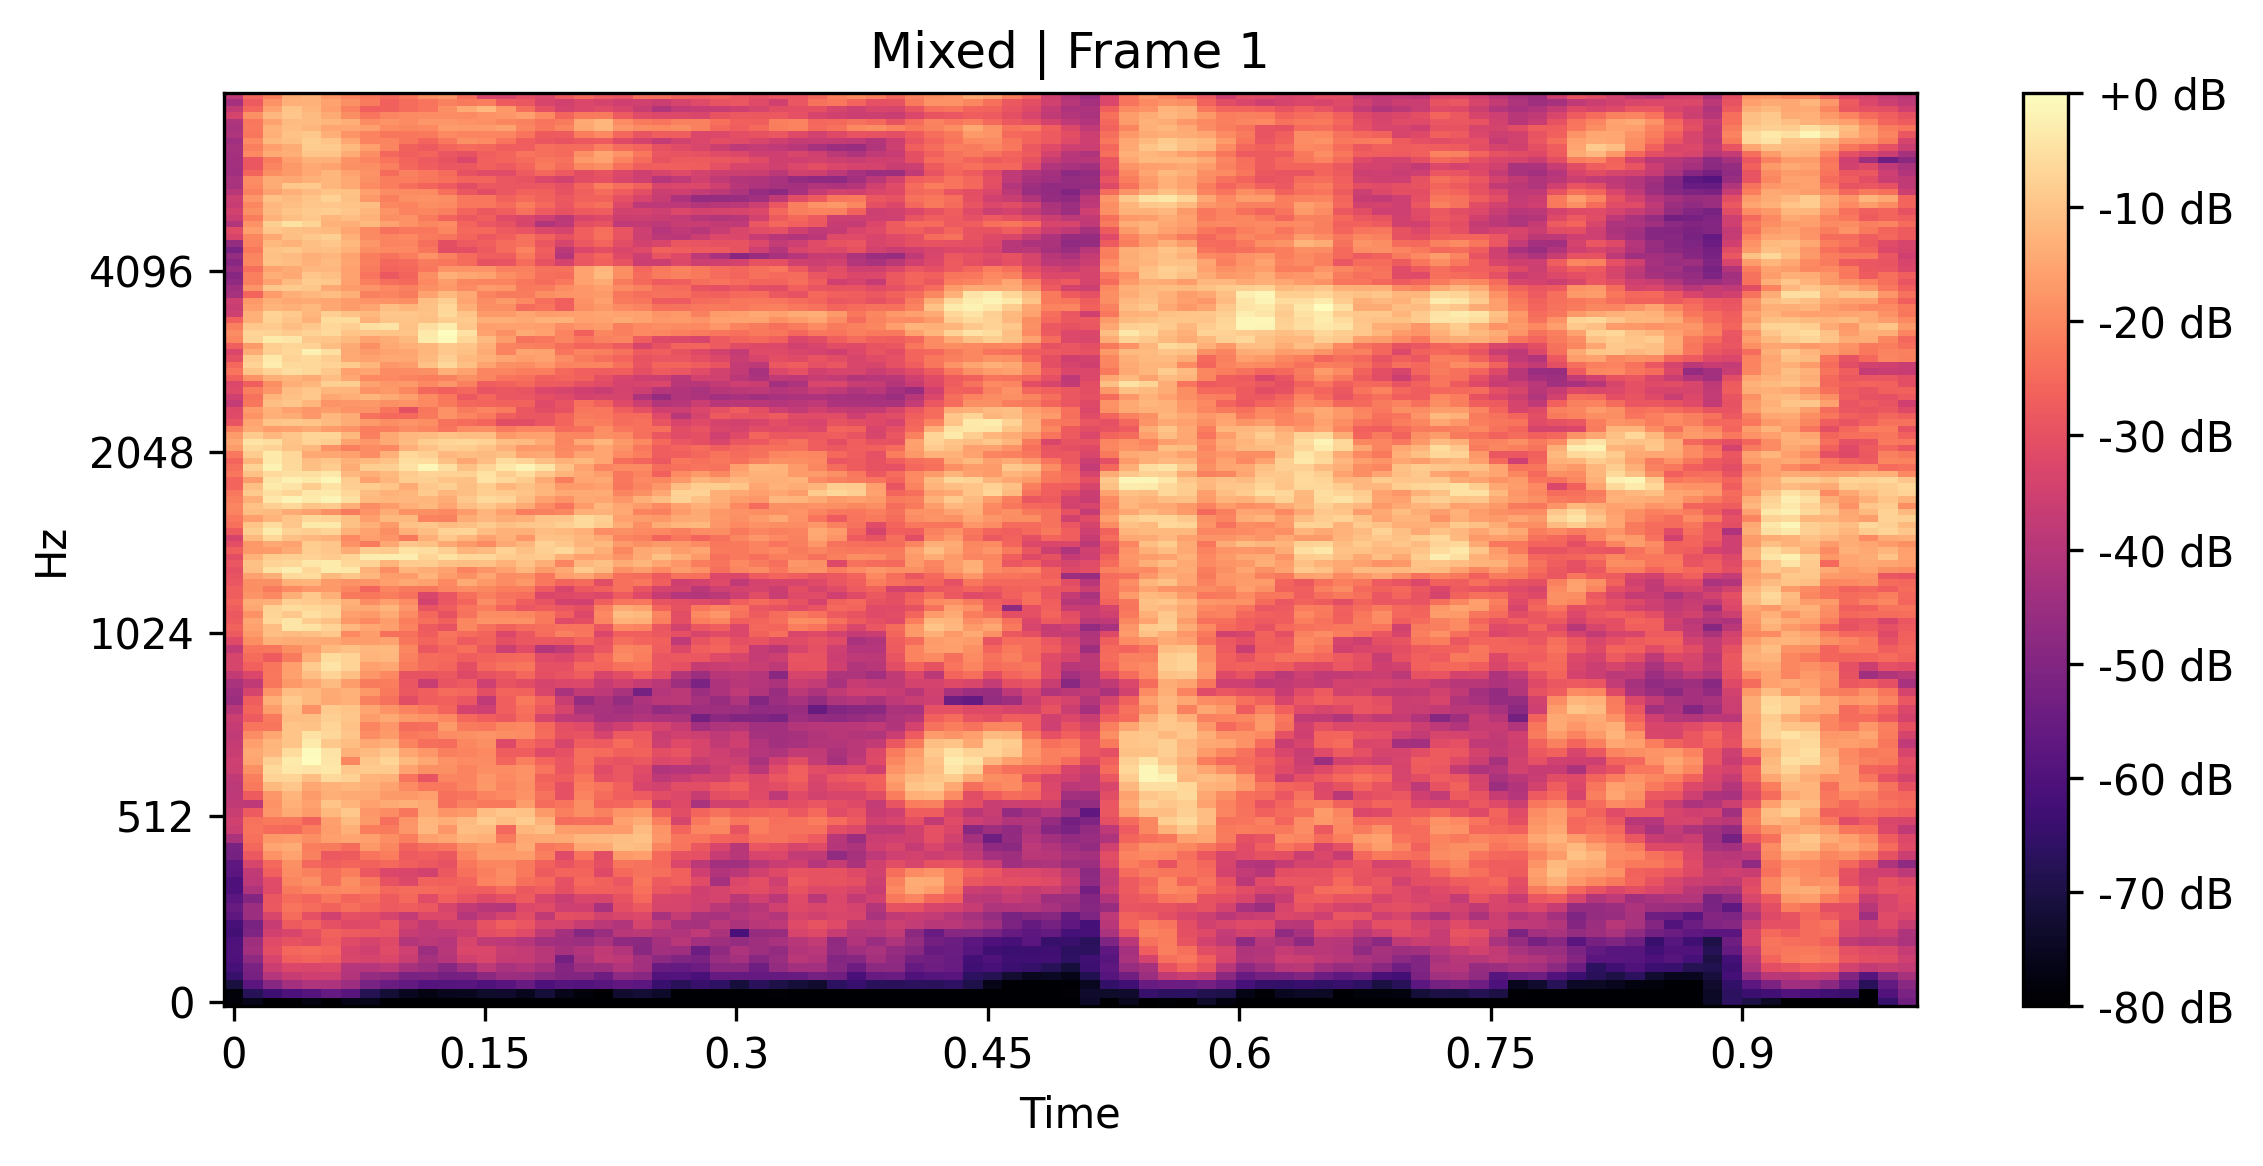 Mixed | Frame 1
Hz
4096
2048
1024
512
0
0 0.15 0.3 0.45 0.6 0.75 0.9
Time
+0 dB
-10 dB
-20 dB
-30 dB
-40 dB
-50 dB
-60 dB
-70 dB
-80 dB